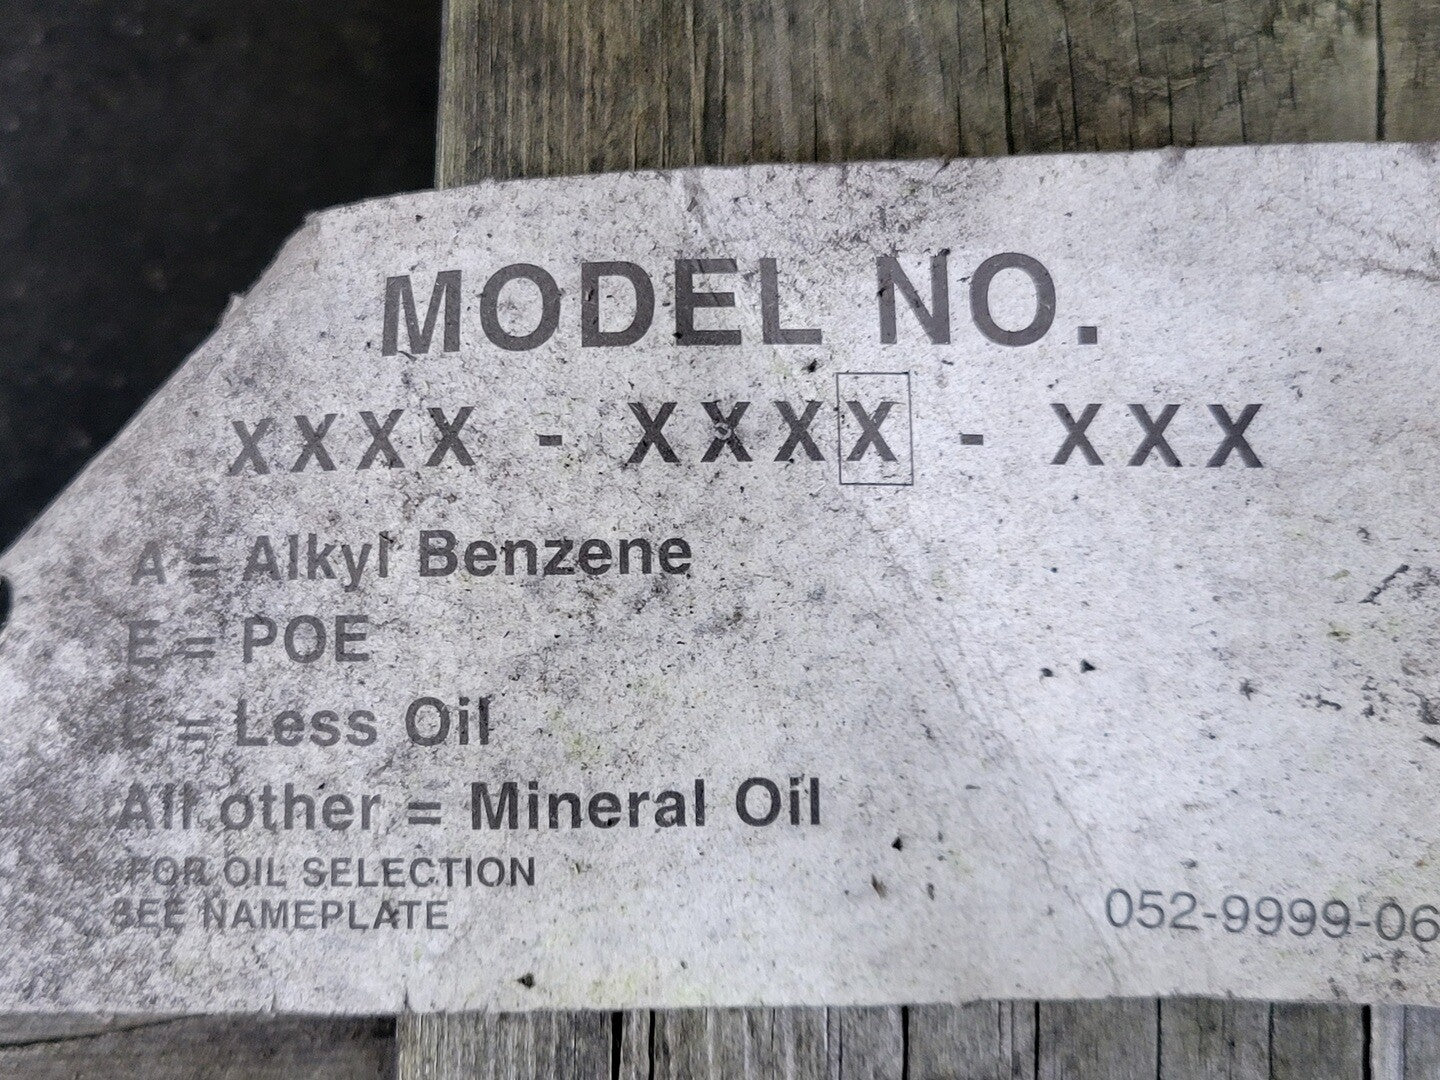 MODEL NO.
XXXX - XXXX - XXX
A = Alkyl Benzene
E = POE
L = Less Oil
All other = Mineral Oil
FOR OIL SELECTION
SEE NAMEPLATE
052-9999-06